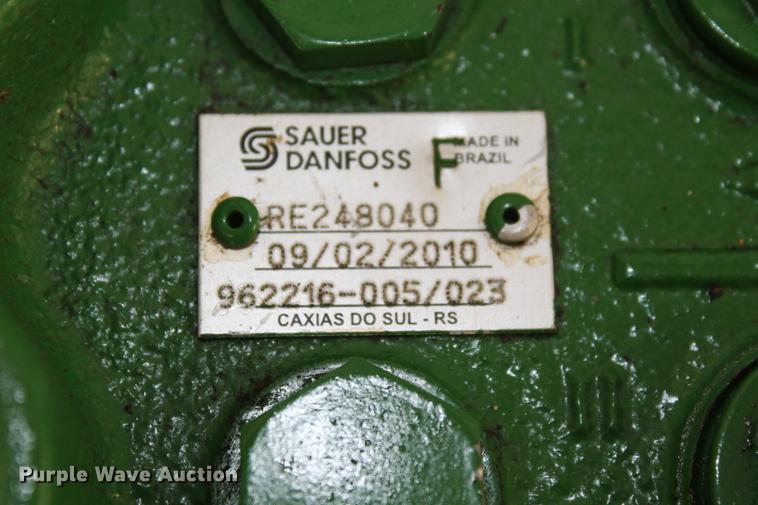 SAUER
DANFOSS
F
MADE IN
BRAZIL
RE248040
09/02/2010
962216-005/023
CAXIAS DO SUL - RS
Purple Wave Auction